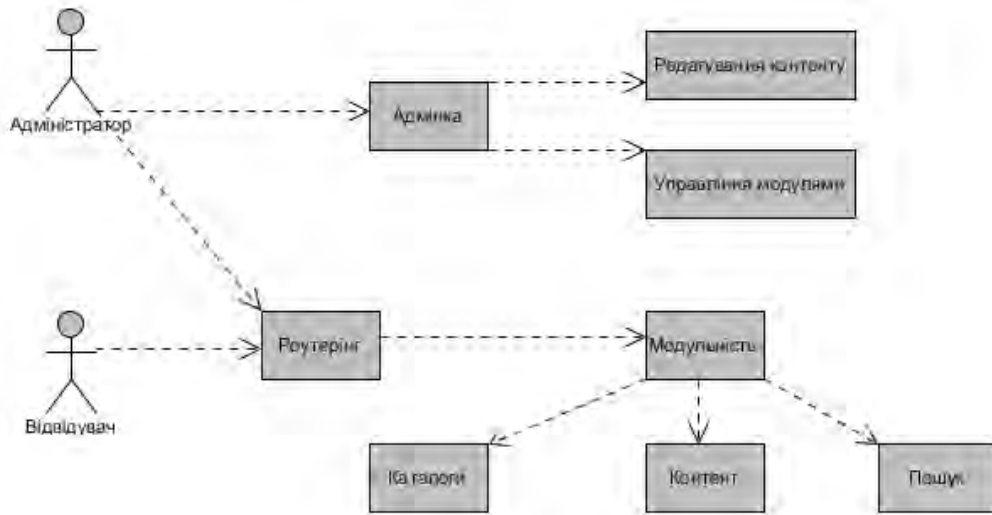 Адміністратор
Адмінка
Редагування контенту
Управління модулями
Відвідувач
Роутерінг
Модульність
Каталоги
Контент
Пошук